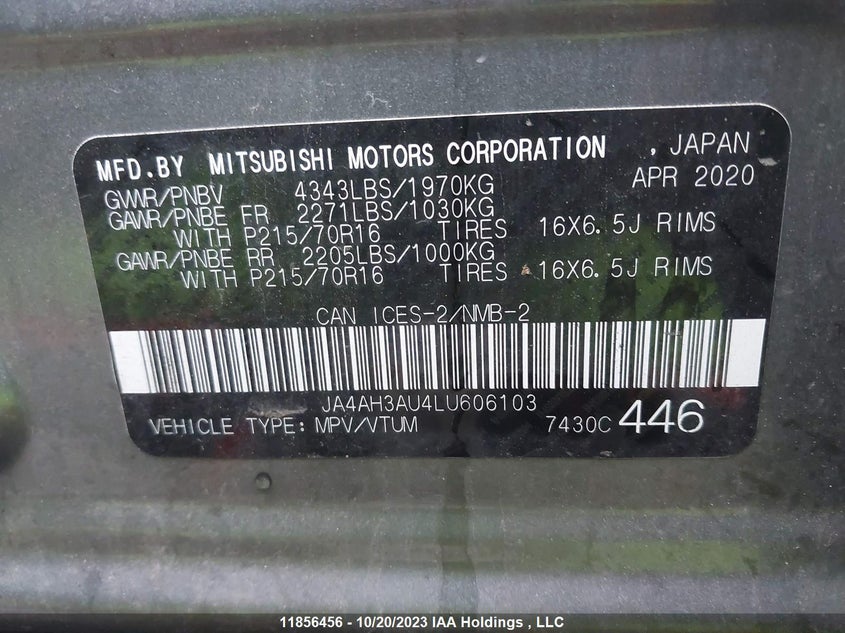 MFD.BY MITSUBISHI MOTORS CORPORATION , JAPAN
GVWR/PNBV 4343LBS/1970KG APR 2020
GAWR/PNBE FR 2271LBS/1030KG
WITH P215/70R16 TIRES 16X6.5J RIMS
GAWR/PNBE RR 2205LBS/1000KG
WITH P215/70R16 TIRES 16X6.5J RIMS
CAN ICES-2/NMB-2
JA4AH3AU4LU606103
VEHICLE TYPE:MPV/VTUM 7430C 446
11856456 - 10/20/2023 IAA Holdings , LLC